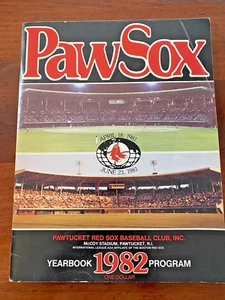 PawSox
APRIL 18, 1981
JUNE 23, 1981
PAWTUCKET RED SOX BASEBALL CLUB, INC.
McCOY STADIUM, PAWTUCKET, R.I.
INTERNATIONAL LEAGUE AAA AFFILIATE OF THE BOSTON RED SOX
YEARBOOK 1982 PROGRAM
ONE DOLLAR